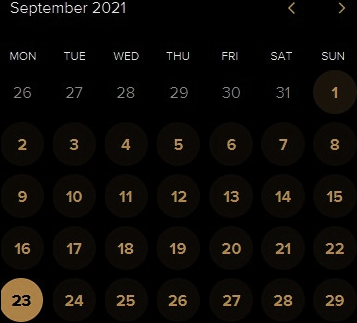 September 2021
MON TUE WED THU FRI SAT SUN
26 27 28 29 30 31 1
2 3 4 5 6 7 8
9 10 11 12 13 14 15
16 17 18 19 20 21 22
23 24 25 26 27 28 29